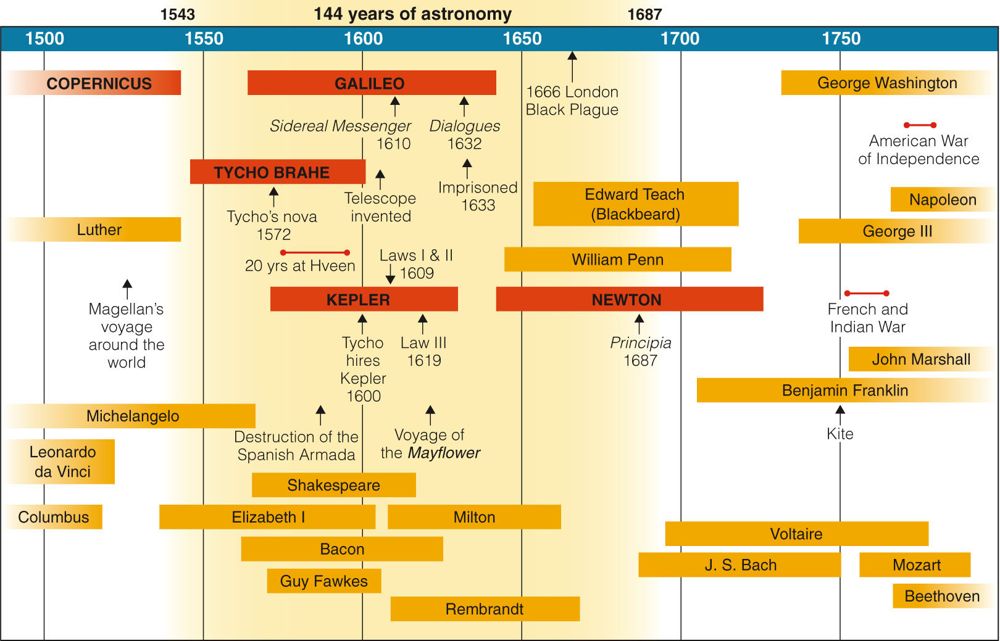 1543
144 years of astronomy
1687
1500
1550
1600
1650
1700
1750
COPERNICUS
GALILEO
1666 London
Black Plague
George Washington
Sidereal Messenger
1610
Dialogues
1632
American War
of Independence
TYCHO BRAHE
Telescope
invented
Imprisoned
1633
Edward Teach
(Blackbeard)
Napoleon
Tycho’s nova
1572
Luther
George III
20 yrs at Hveen
Laws I & II
1609
William Penn
Magellan’s
voyage
around the
world
KEPLER
NEWTON
French and
Indian War
Tycho
hires
Kepler
1600
Law III
1619
Principia
1687
John Marshall
Benjamin Franklin
Kite
Michelangelo
Destruction of the
Spanish Armada
Voyage of
the Mayflower
Leonardo
da Vinci
Shakespeare
Columbus
Elizabeth I
Milton
Voltaire
Bacon
J. S. Bach
Mozart
Guy Fawkes
Beethoven
Rembrandt